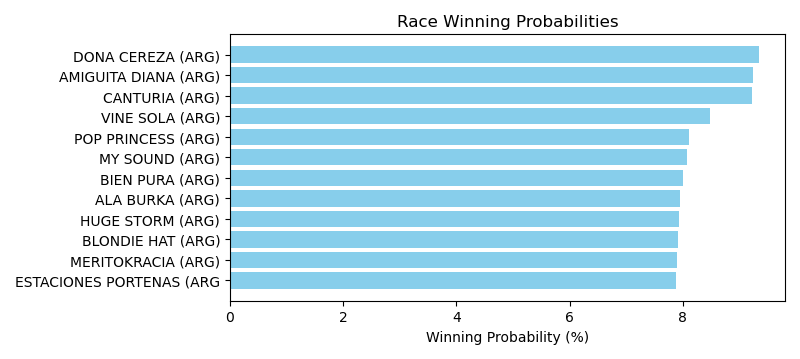 Race Winning Probabilities
DONA CEREZA (ARG)
AMIGUITA DIANA (ARG)
CANTURIA (ARG)
VINE SOLA (ARG)
POP PRINCESS (ARG)
MY SOUND (ARG)
BIEN PURA (ARG)
ALA BURKA (ARG)
HUGE STORM (ARG)
BLONDIE HAT (ARG)
MERITOKRACIA (ARG)
ESTACIONES PORTENAS (ARG
0 2 4 6 8
Winning Probability (%)